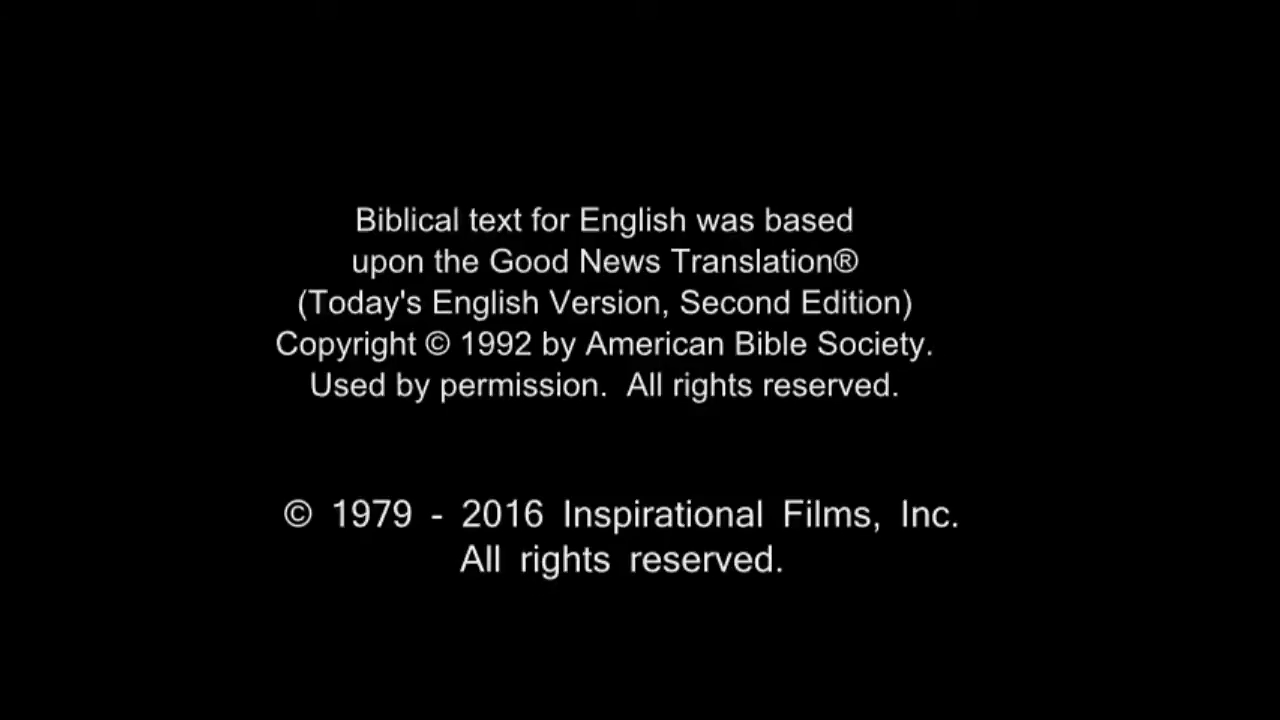 Biblical text for English was based
upon the Good News Translation®
(Today's English Version, Second Edition)
Copyright © 1992 by American Bible Society.
Used by permission.  All rights reserved.
© 1979 - 2016 Inspirational Films, Inc.
All rights reserved.